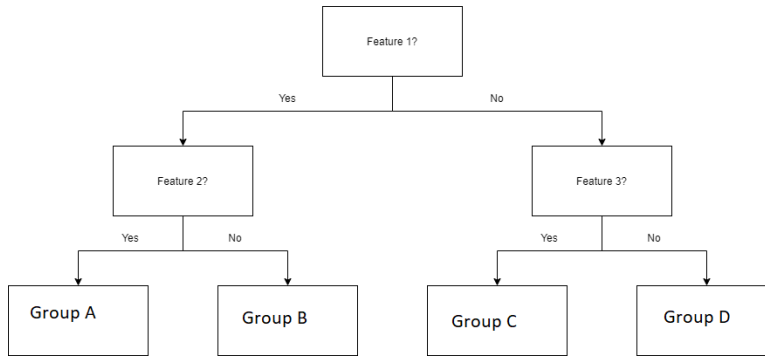 Feature 1?
Yes
No
Feature 2?
Feature 3?
Yes
No
Yes
No
Group A
Group B
Group C
Group D